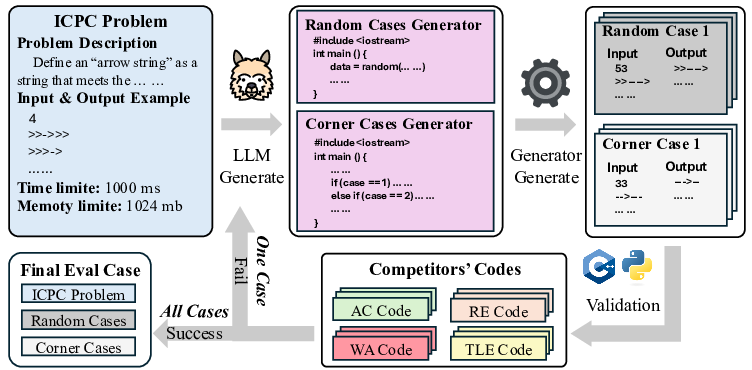 ICPC Problem
Problem Description
Define an “arrow string” as a
string that meets the … …
Input & Output Example
4
>>->>>
>>>->
… …
Time limite: 1000 ms
Memoty limite: 1024 mb
LLM
Generate
Random Cases Generator
#include <iostream>
int main () {
data = random(… …)
… …
}
Corner Cases Generator
#include <iostream>
int main () {
… …
if (case ==1) … …
else if (case == 2) … …
… …
}
Generator
Generate
Random Case 1
Input Output
53 >>-->
>>--->
… … … …
Corner Case 1
Input Output
33 -->-
-->--
… … … …
C++
Validation
Competitors’ Codes
AC Code
RE Code
WA Code
TLE Code
One Case
Fail
All Cases
Success
Final Eval Case
ICPC Problem
Random Cases
Corner Cases